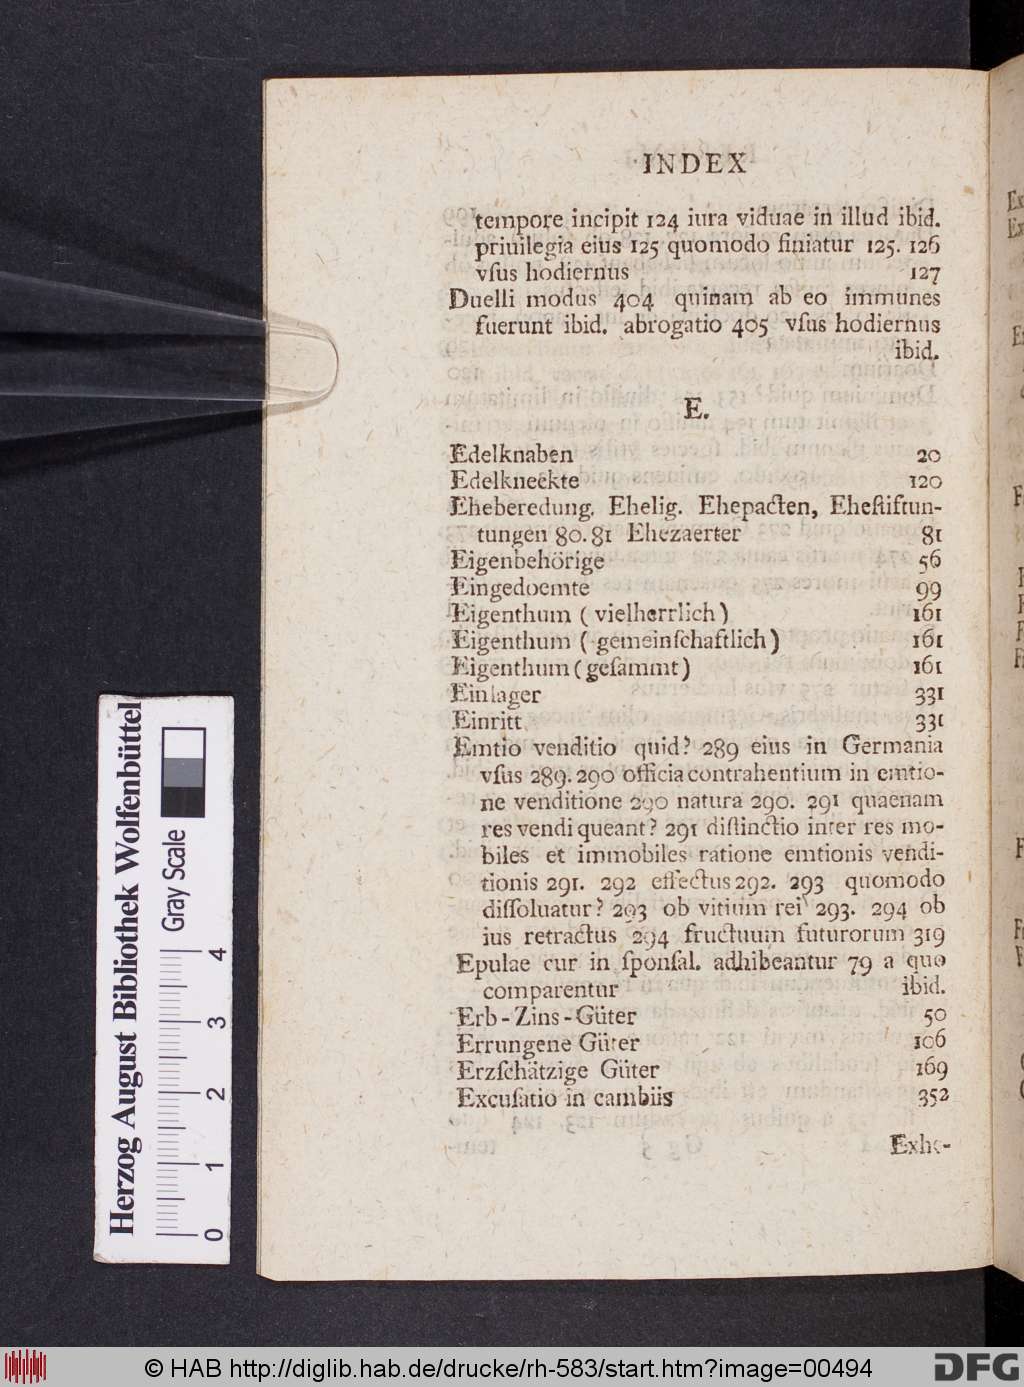 INDEX
tempore incipit 124 iura viduae in illud ibid.
priuilegia eius 125 quomodo finiatur 125. 126
vſus hodiernus 127
Duelli modus 404 quinam ab eo immunes
fuerunt ibid. abrogatio 405 vſus hodiernus
ibid.
E.
Edelknaben 20
Edelkneckte 120
Eheberedung. Ehelig. Ehepacten, Eheſtiftun-
tungen 80. 81 Ehezaerter 81
Eigenbehörige 56
Eingedoemte 99
Eigenthum (vielherrlich) 161
Eigenthum (gemeinſchaftlich) 161
Eigenthum (geſammt) 161
Einlager 331
Einritt 331
Emtio venditio quid? 289 eius in Germania
vſus 289. 290 officia contrahentium in emtio-
ne venditione 290 natura 290. 291 quaenam
res vendi queant? 291 diſtinctio inter res mo-
biles et immobiles ratione emtionis vendi-
tionis 291. 292 effectus 292. 293 quomodo
diſſoluatur? 293 ob vitium rei 293. 294 ob
ius retractus 294 fructuum futurorum 319
Epulae cur in ſponſal. adhibeantur 79 a quo
comparentur ibid.
Erb-Zins-Güter 50
Errungene Güter 106
Erzſchätzige Güter 169
Excuſatio in cambiis 352
Exhe-
Herzog August Bibliothek Wolfenbüttel
Gray Scale
0 1 2 3 4
© HAB http://diglib.hab.de/drucke/rh-583/start.htm?image=00494
DFG